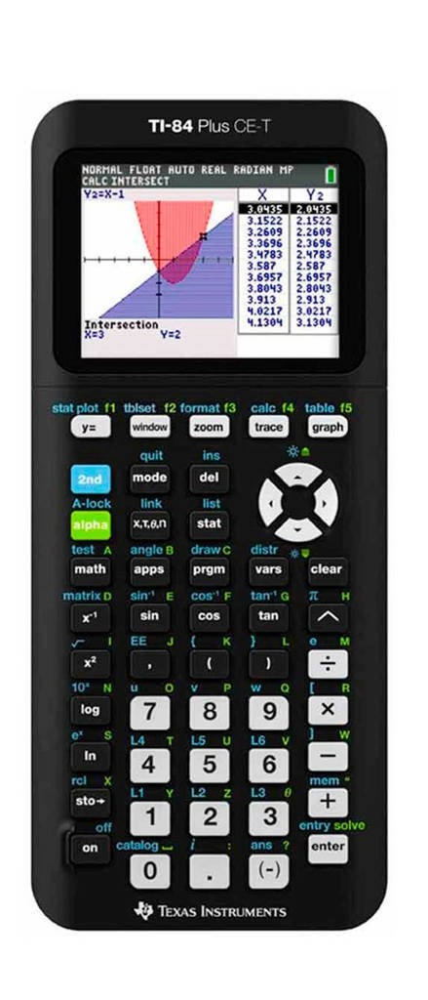 TI-84 Plus CE-T
NORMAL FLOAT AUTO REAL RADIAN MP
CALC INTERSECT
Y2=X-1
X Y2
3.0435 2.0435
3.1522 2.1522
3.2609 2.2609
3.3696 2.3696
3.4783 2.4783
3.587 2.587
3.6957 2.6957
3.8043 2.8043
3.913 2.913
4.0217 3.0217
4.1304 3.1304
Intersection
X=3 Y=2
stat plot f1 tblset f2 format f3 calc f4 table f5
y= window zoom trace graph
quit ins
2nd mode del
A-lock link list
alpha X,T,θ,n stat
test A angle B draw C distr
math apps prgm vars clear
matrix D sin⁻¹ E cos⁻¹ F tan⁻¹ G π H
x⁻¹ sin cos tan ^
√ I EE J { K } L e M
x² , ( ) ÷
10ˣ N u O v P w Q [ R
log 7 8 9 ×
eˣ S L4 T L5 U L6 V ] W
ln 4 5 6 −
rcl X L1 Y L2 Z L3 θ mem "
sto→ 1 2 3 +
off catalog ⎵ i : ans ? entry solve
on 0 . (-) enter
TEXAS INSTRUMENTS